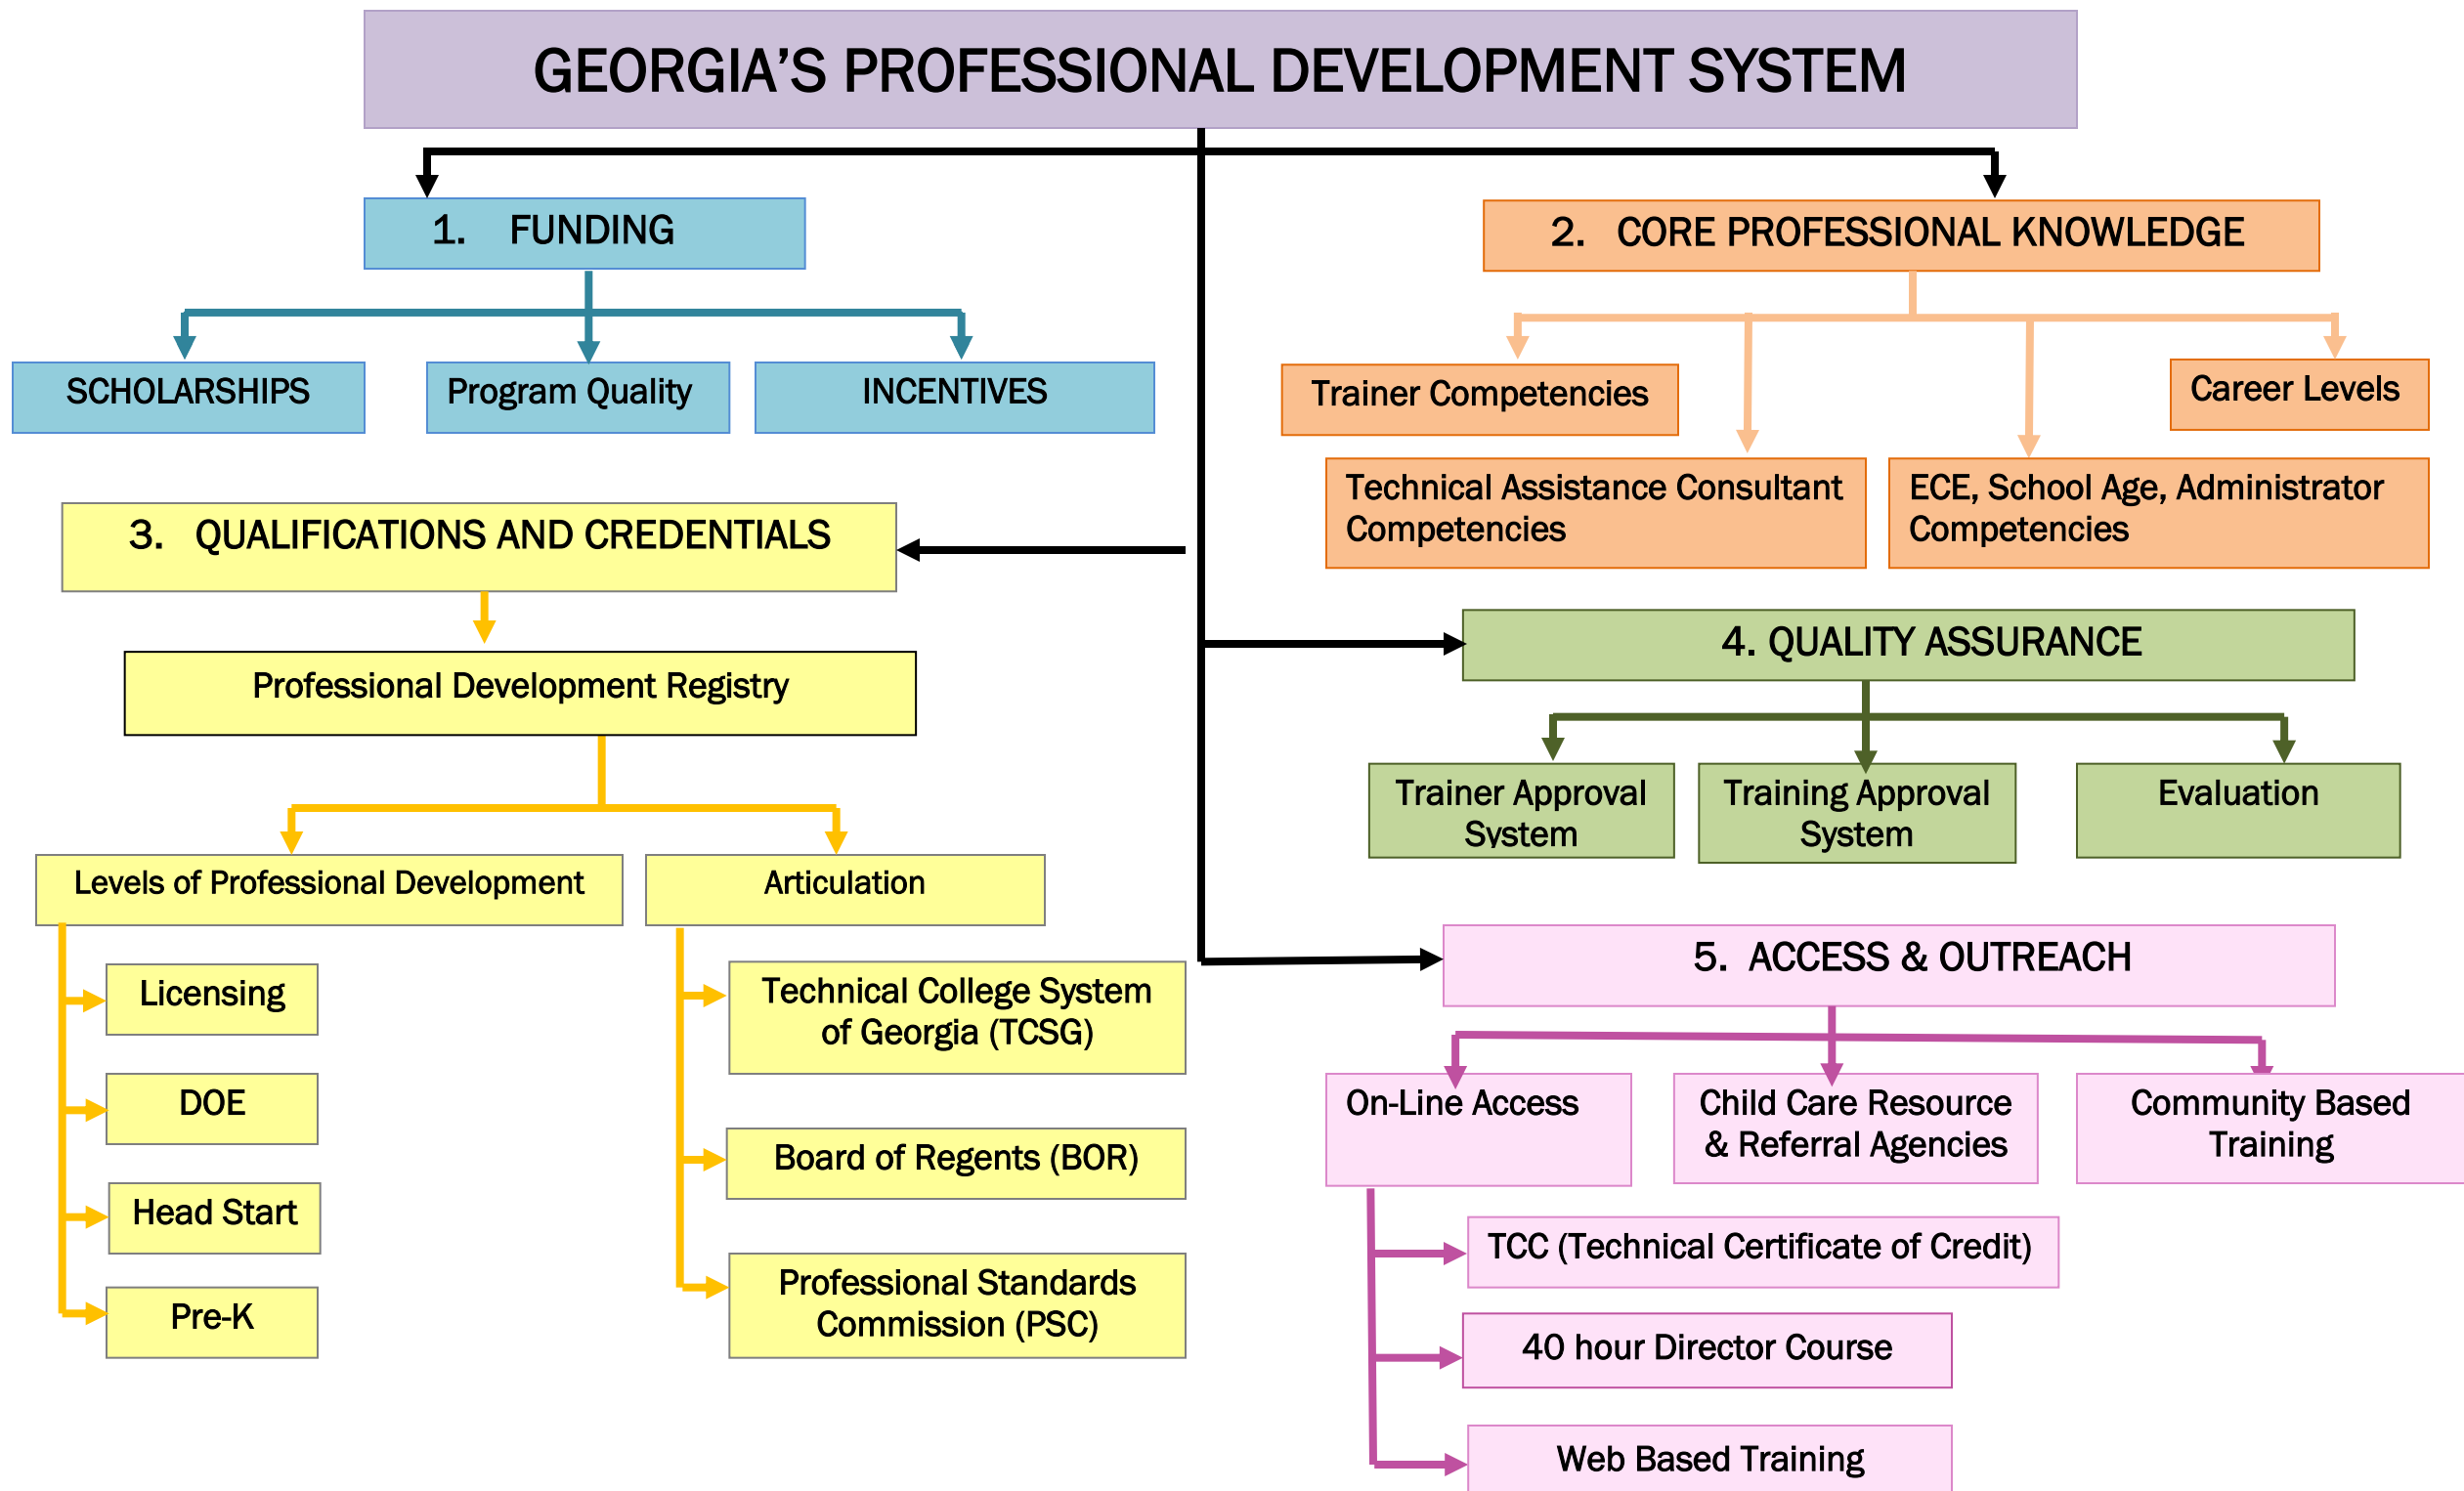 GEORGIA'S PROFESSIONAL DEVELOPMENT SYSTEM
1. FUNDING
2. CORE PROFESSIONAL KNOWLEDGE
SCHOLARSHIPS
Program Quality
INCENTIVES
Trainer Competencies
Career Levels
Technical Assistance Consultant
Competencies
ECE, School Age, Administrator
Competencies
3. QUALIFICATIONS AND CREDENTIALS
Professional Development Registry
Levels of Professional Development
Articulation
Licensing
DOE
Head Start
Pre-K
Technical College System
of Georgia (TCSG)
Board of Regents (BOR)
Professional Standards
Commission (PSC)
4. QUALITY ASSURANCE
Trainer Approval
System
Training Approval
System
Evaluation
5. ACCESS & OUTREACH
On-Line Access
Child Care Resource
& Referral Agencies
Community Based
Training
TCC (Technical Certificate of Credit)
40 hour Director Course
Web Based Training